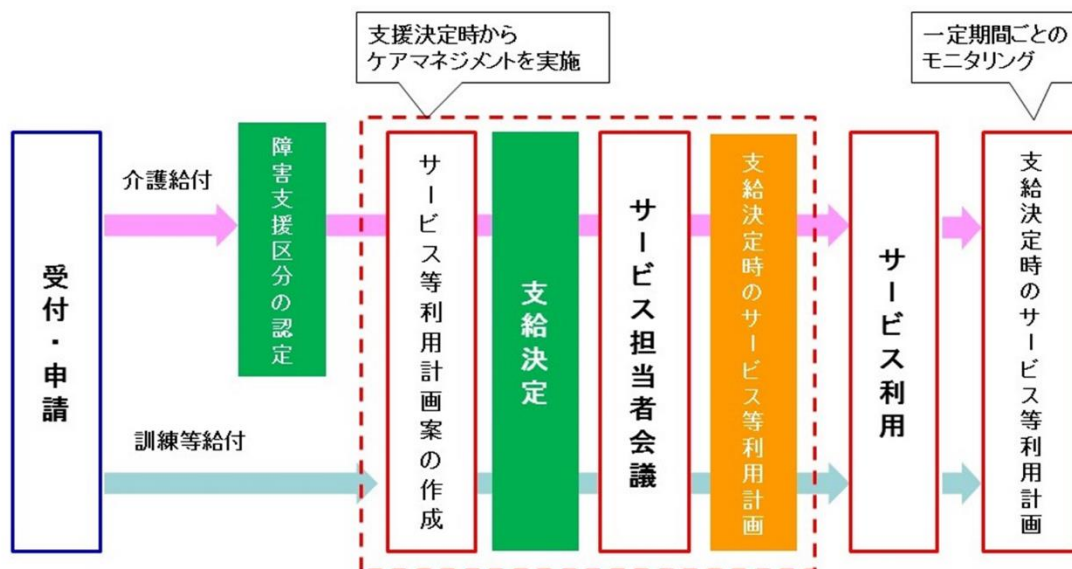 支援決定時から
ケアマネジメントを実施
一定期間ごとの
モニタリング
受付・申請
介護給付
訓練等給付
障害支援区分の認定
サービス等利用計画案の作成
支給決定
サービス担当者会議
支給決定時のサービス等利用計画
サービス利用
支給決定時のサービス等利用計画